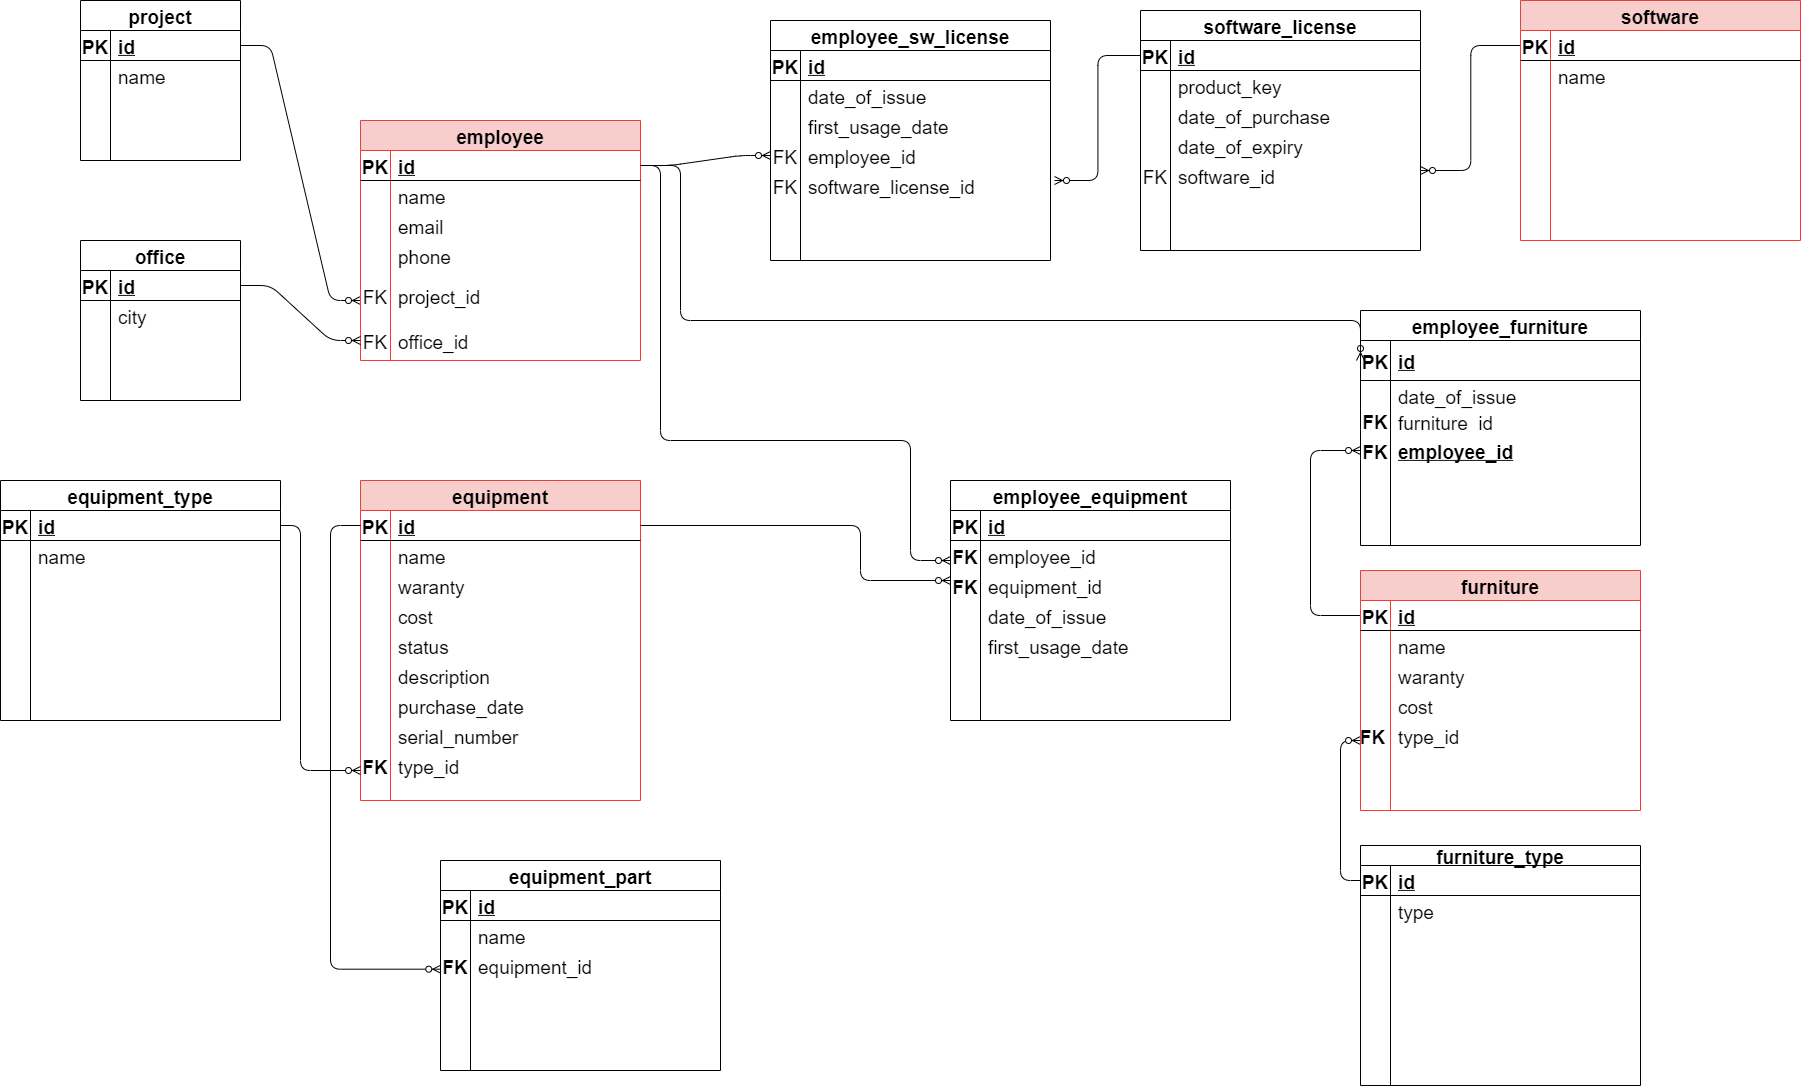 project
PK id
name
office
PK id
city
employee
PK id
name
email
phone
FK project_id
FK office_id
employee_sw_license
PK id
date_of_issue
first_usage_date
FK employee_id
FK software_license_id
software_license
PK id
product_key
date_of_purchase
date_of_expiry
FK software_id
software
PK id
name
employee_furniture
PK id
date_of_issue
FK furniture_id
FK employee_id
equipment_type
PK id
name
equipment
PK id
name
waranty
cost
status
description
purchase_date
serial_number
FK type_id
employee_equipment
PK id
FK employee_id
FK equipment_id
date_of_issue
first_usage_date
furniture
PK id
name
waranty
cost
FK type_id
equipment_part
PK id
name
FK equipment_id
furniture_type
PK id
type